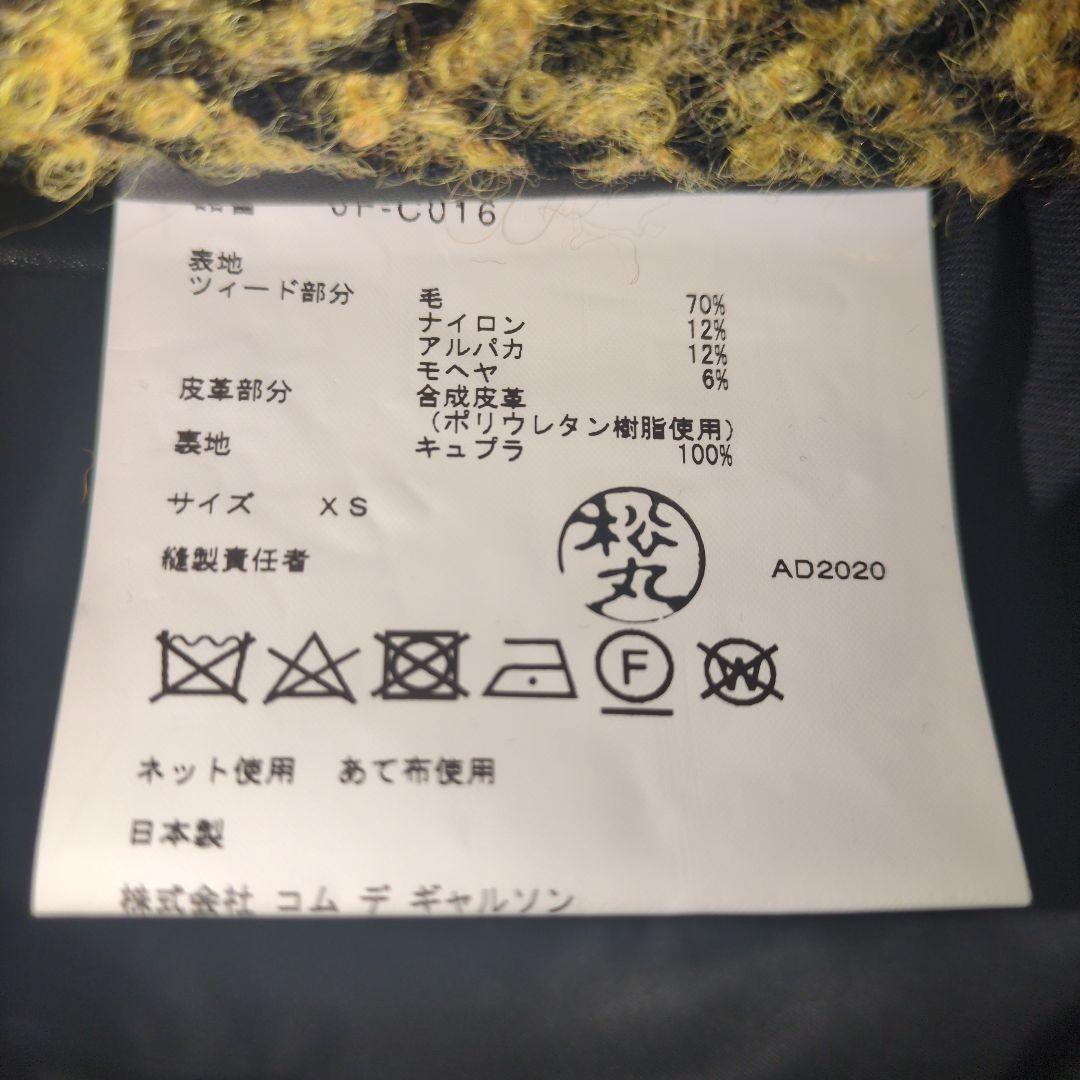 品番 OF-C016
表地
ツィード部分 毛 70%
ナイロン 12%
アルパカ 12%
モヘヤ 6%
皮革部分 合成皮革
（ポリウレタン樹脂使用）
裏地 キュプラ 100%
サイズ XS
縫製責任者 松丸 AD2020
F W
ネット使用 あて布使用
日本製
株式会社 コム デ ギャルソン